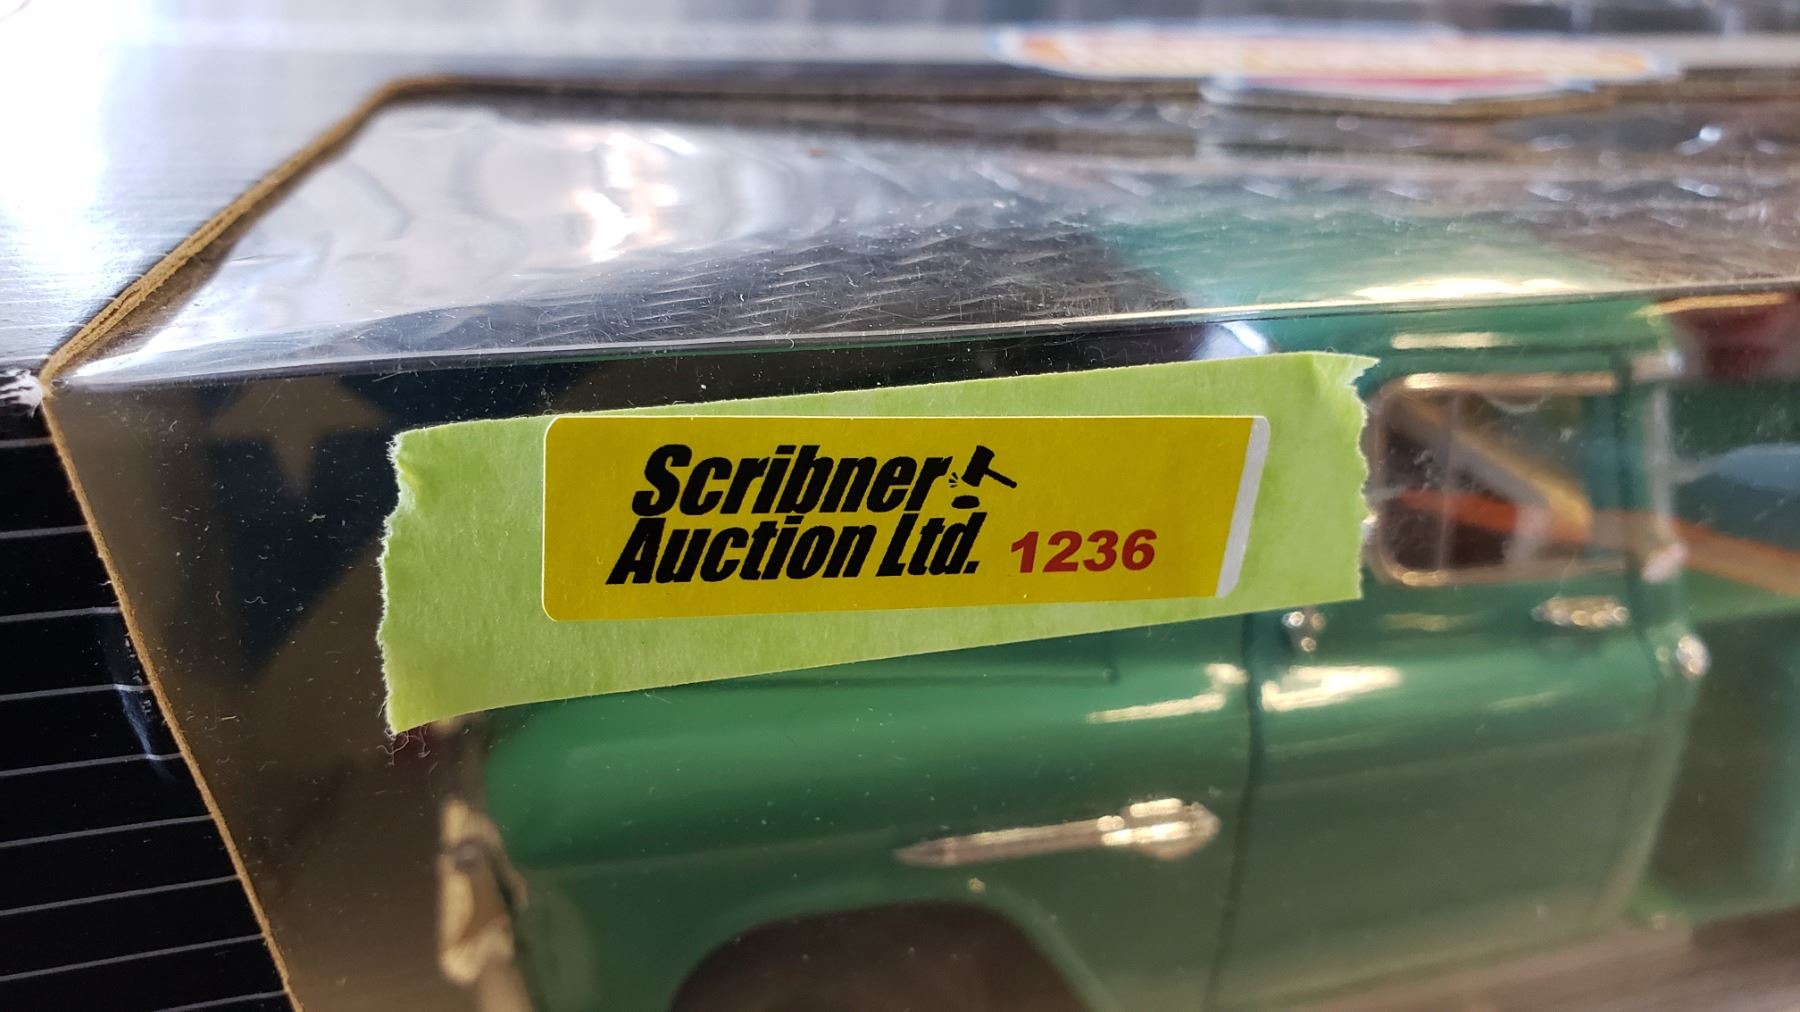 Scribner
Auction Ltd. 1236